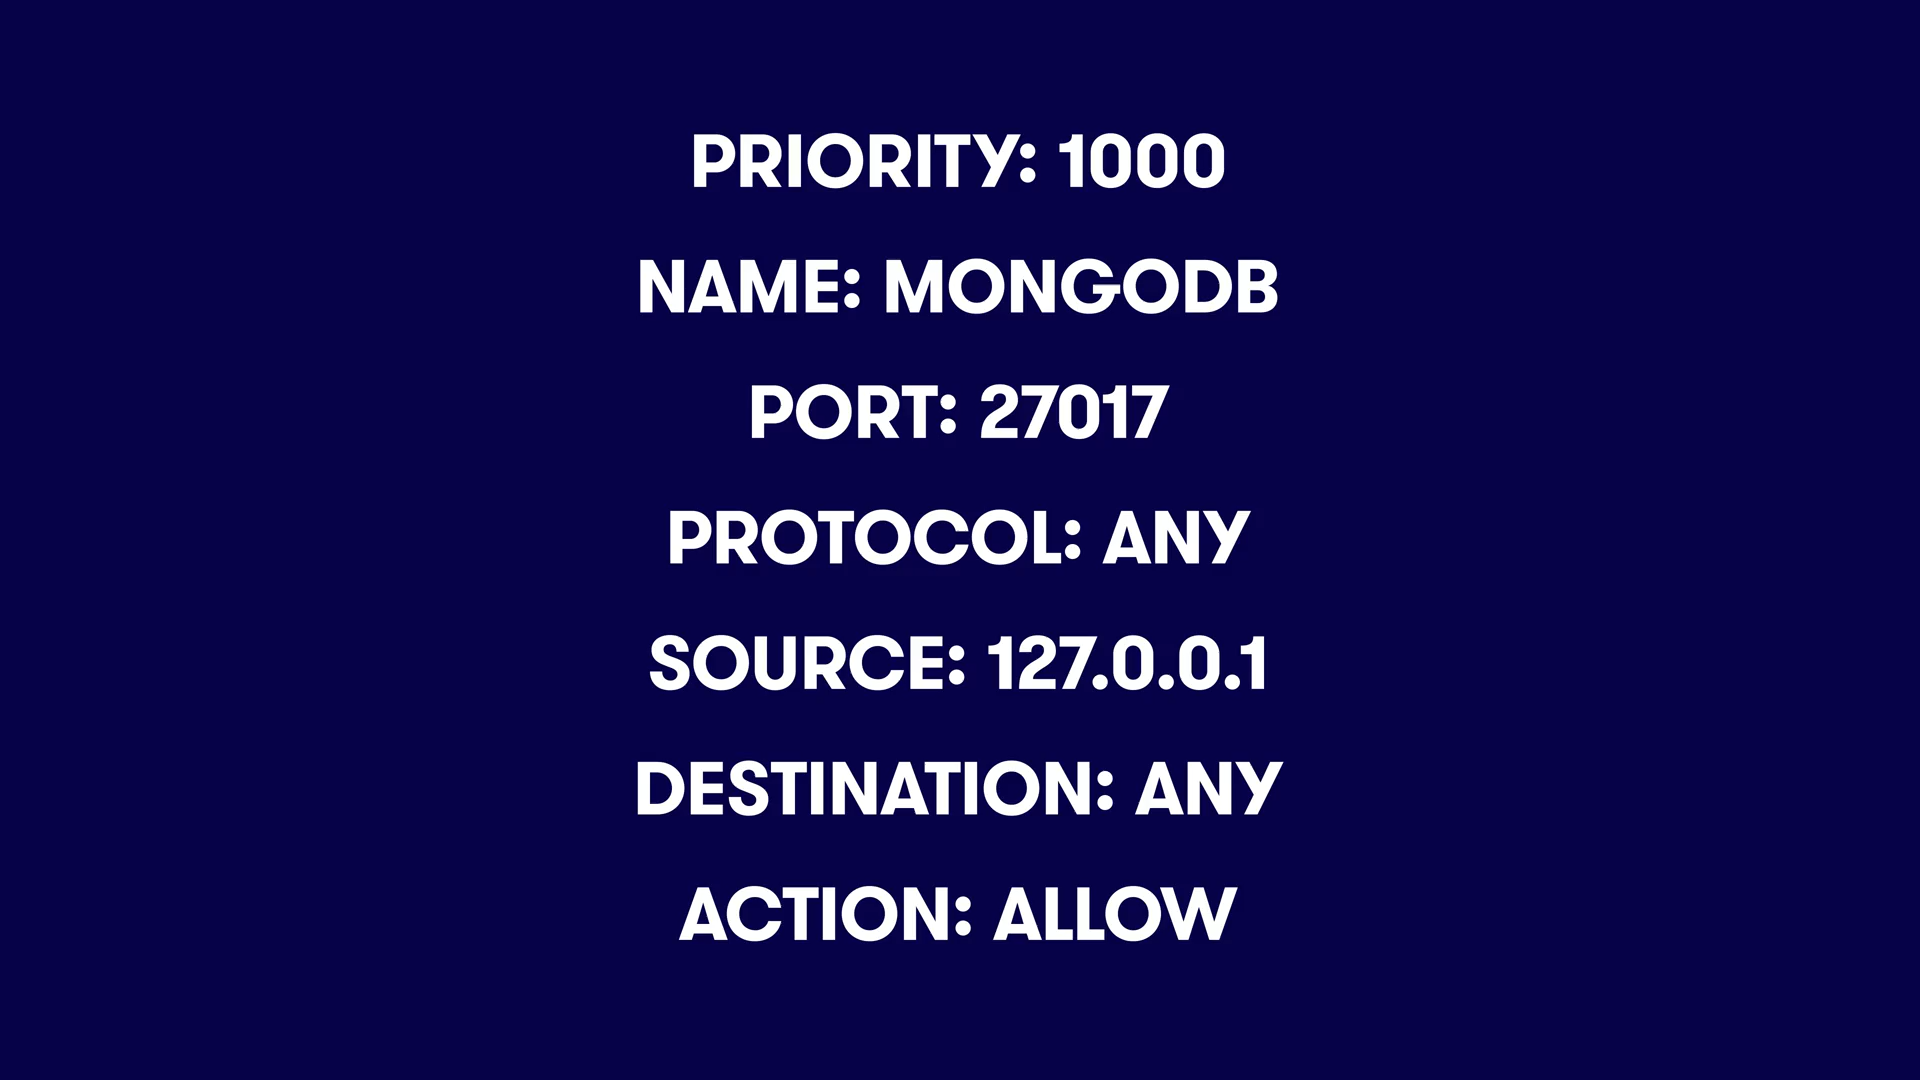 PRIORITY: 1000
NAME: MONGODB
PORT: 27017
PROTOCOL: ANY
SOURCE: 127.0.0.1
DESTINATION: ANY
ACTION: ALLOW